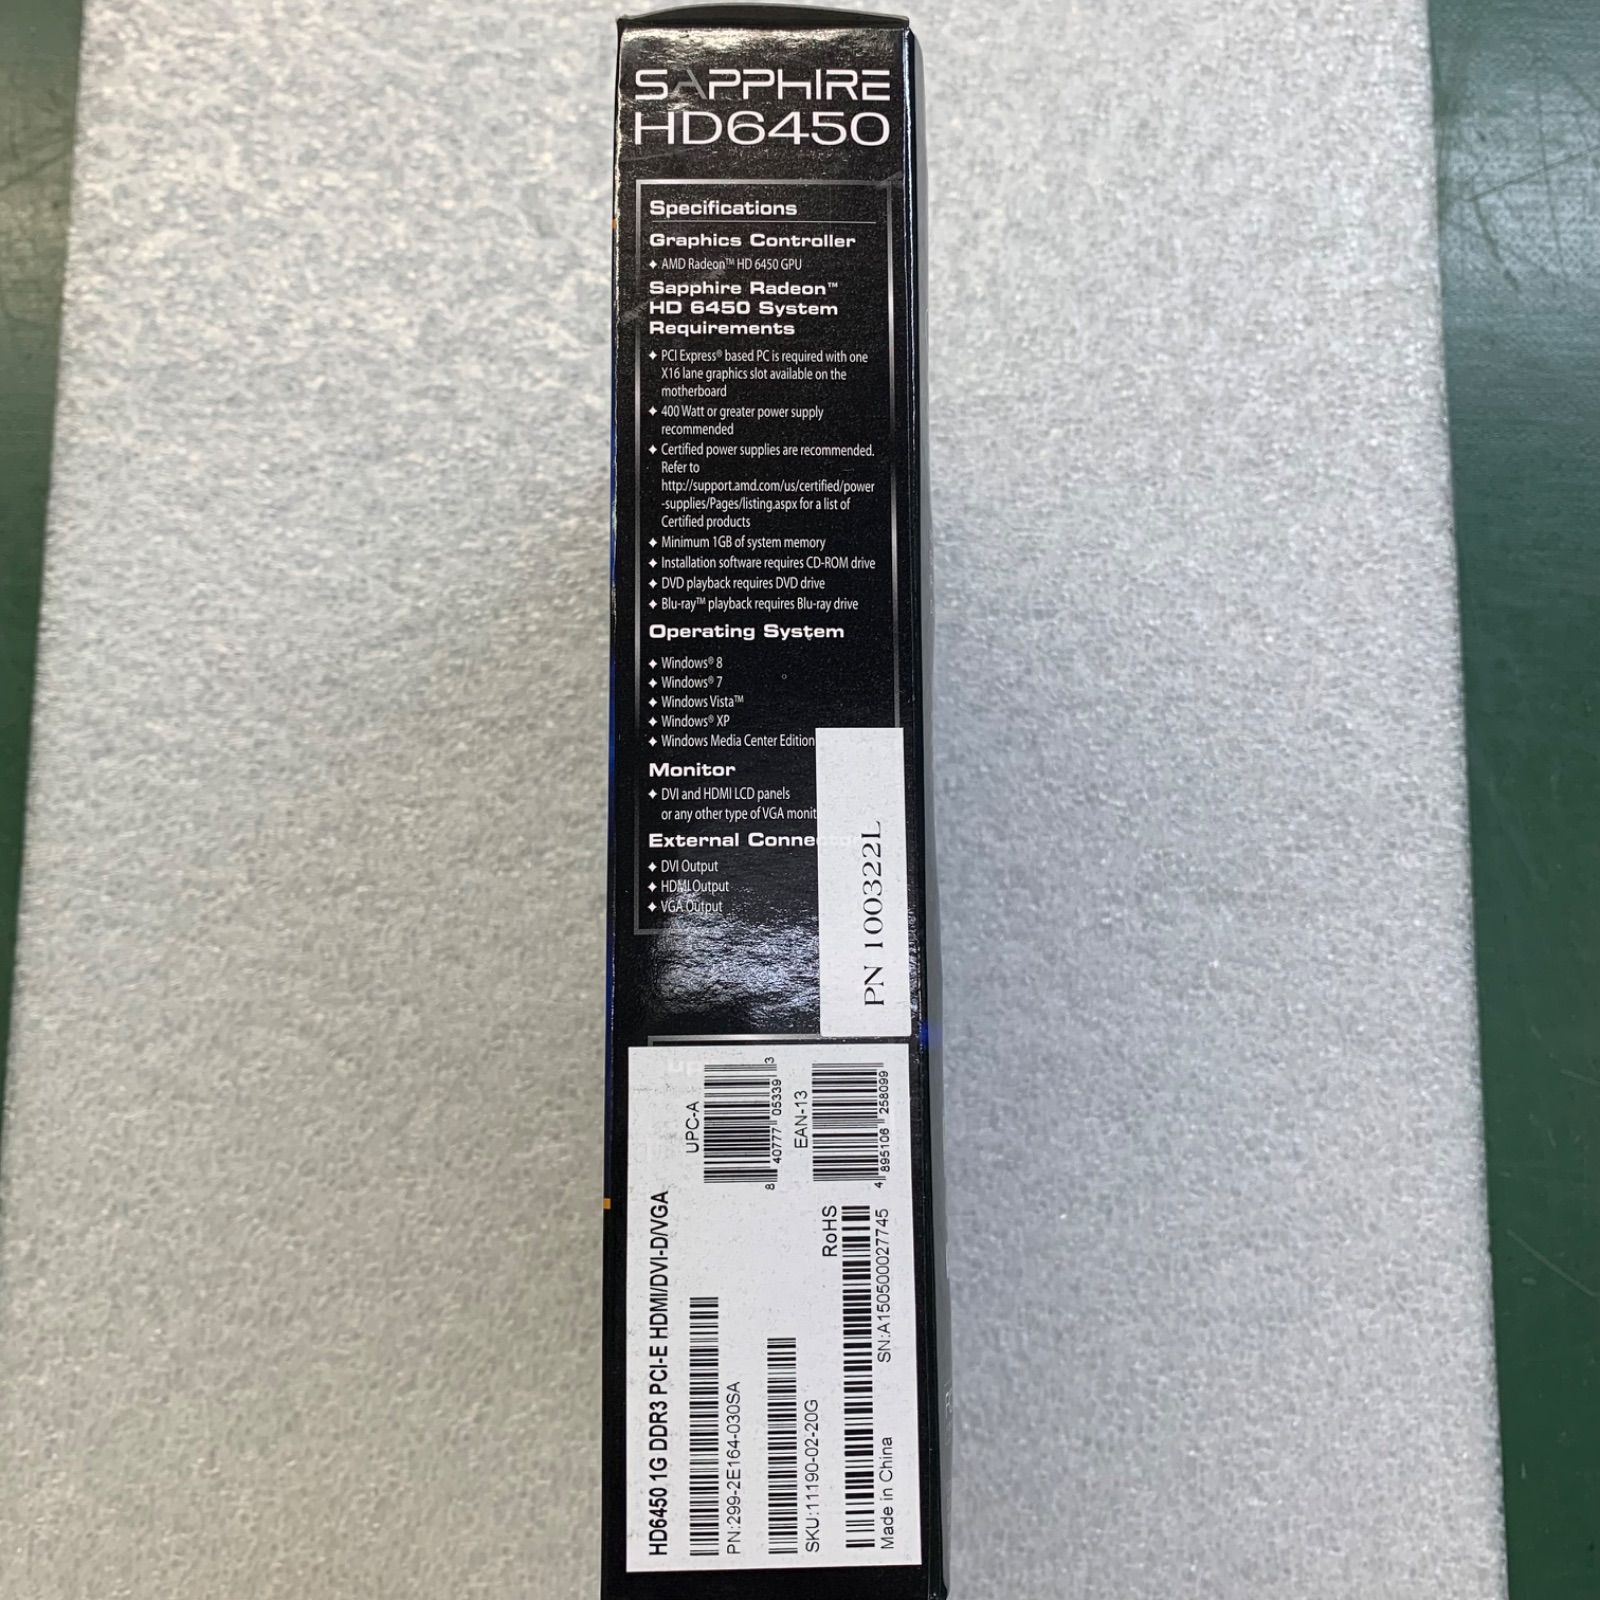 SAPPHIRE
HD6450
Specifications
Graphics Controller
✦ AMD Radeon™ HD 6450 GPU
Sapphire Radeon™
HD 6450 System
Requirements
✦ PCI Express® based PC is required with one
X16 lane graphics slot available on the
motherboard
✦ 400 Watt or greater power supply
recommended
✦ Certified power supplies are recommended.
Refer to
http://support.amd.com/us/certified/power
-supplies/Pages/listing.aspx for a list of
Certified products
✦ Minimum 1GB of system memory
✦ Installation software requires CD-ROM drive
✦ DVD playback requires DVD drive
✦ Blu-ray™ playback requires Blu-ray drive
Operating System
✦ Windows® 8
✦ Windows® 7
✦ Windows Vista™
✦ Windows® XP
✦ Windows Media Center Edition
Monitor
✦ DVI and HDMI LCD panels
or any other type of VGA monit
External Connecto
✦ DVI Output
✦ HDMI Output
✦ VGA Output
PN 100322L
HD6450 1G DDR3 PCI-E HDMI/DVI-D/VGA
UPC-A
8 40777 05339 3
PN:299-2E164-030SA
EAN-13
4 895106 258099
SKU:11190-02-20G
RoHS
SN:A150500027745
Made in China